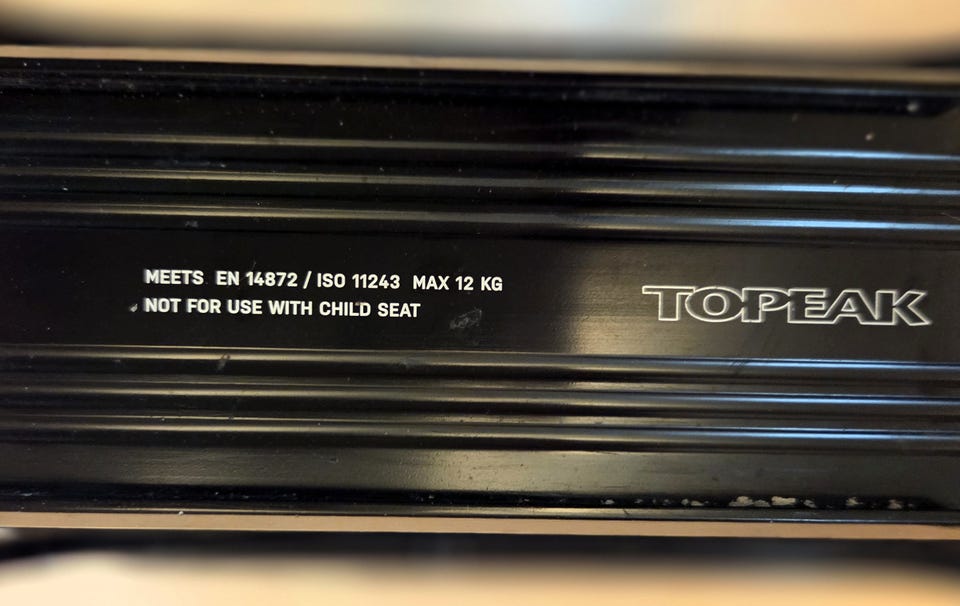 MEETS EN 14872 / ISO 11243 MAX 12 KG
NOT FOR USE WITH CHILD SEAT
TOPEAK